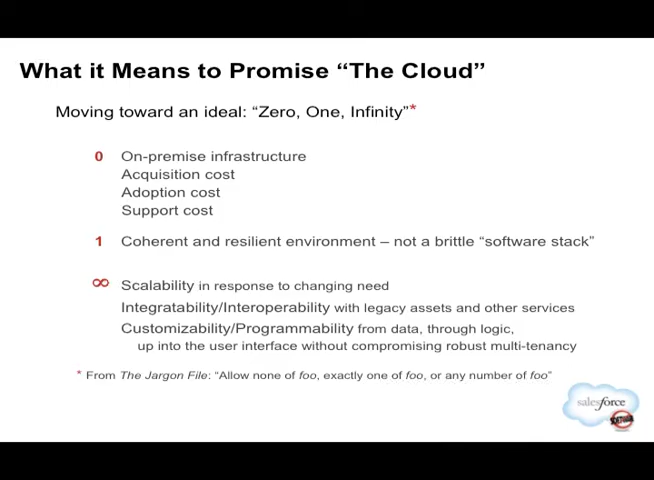 What it Means to Promise “The Cloud”
Moving toward an ideal: “Zero, One, Infinity”*
0 On-premise infrastructure
Acquisition cost
Adoption cost
Support cost
1 Coherent and resilient environment – not a brittle “software stack”
∞ Scalability in response to changing need
Integratability/Interoperability with legacy assets and other services
Customizability/Programmability from data, through logic,
up into the user interface without compromising robust multi-tenancy
* From The Jargon File: “Allow none of foo, exactly one of foo, or any number of foo”
salesforce